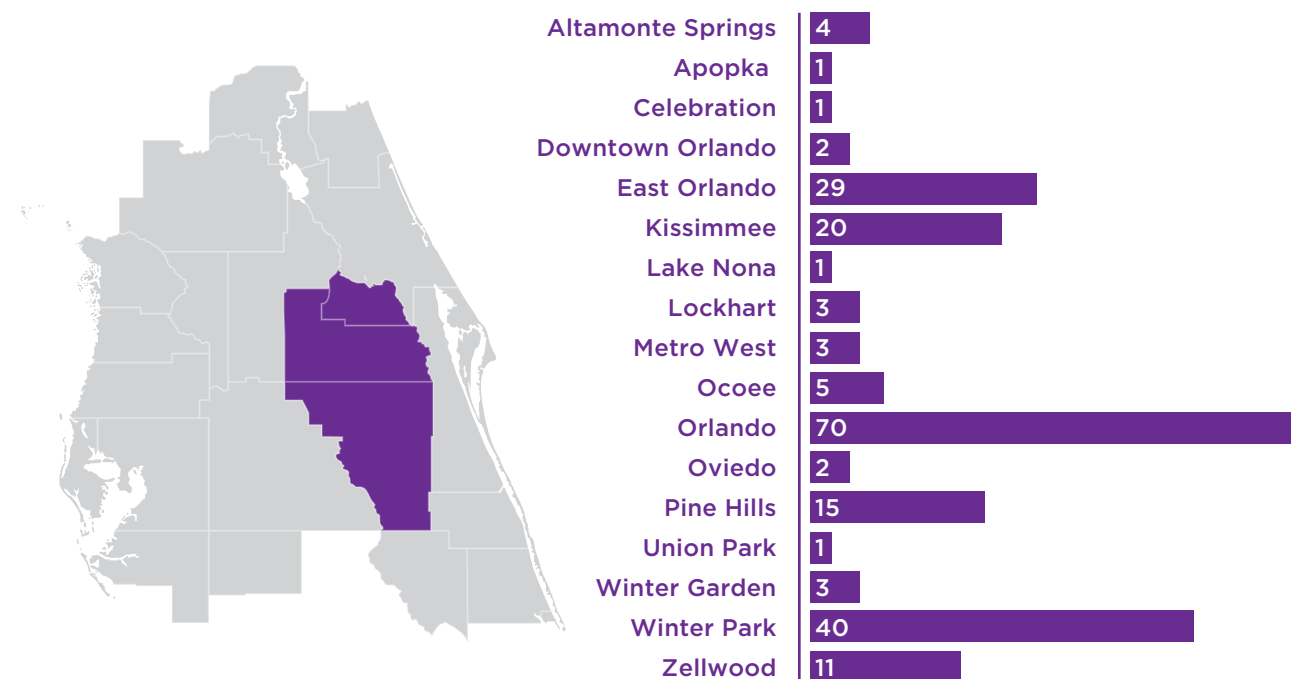 Altamonte Springs 4
Apopka 1
Celebration 1
Downtown Orlando 2
East Orlando 29
Kissimmee 20
Lake Nona 1
Lockhart 3
Metro West 3
Ocoee 5
Orlando 70
Oviedo 2
Pine Hills 15
Union Park 1
Winter Garden 3
Winter Park 40
Zellwood 11